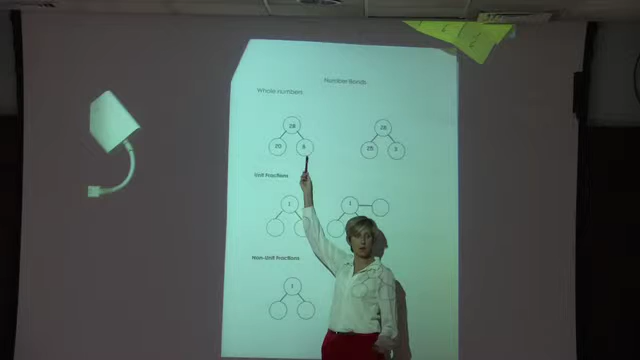 Number Bonds
Whole numbers
28 28
20 8 25 3
Unit Fractions
1 1
Non-Unit Fractions
1